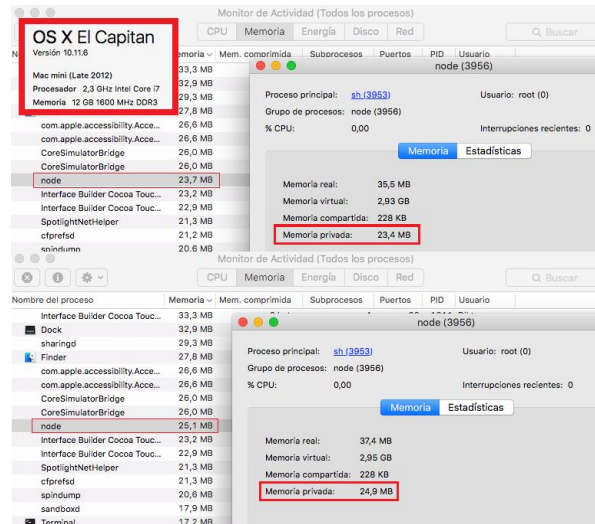 Monitor de Actividad (Todos los procesos)
CPU Memoria Energía Disco Red Buscar
OS X El Capitan
Versión 10.11.6
Mac mini (Late 2012)
Procesador 2,3 GHz Intel Core i7
Memoria 12 GB 1600 MHz DDR3
Mem. comprimida Subprocesos Puertos PID Usuario
33,3 MB
32,9 MB
29,3 MB
27,8 MB
com.apple.accessibility.Acce... 26,6 MB
com.apple.accessibility.Acce... 26,6 MB
CoreSimulatorBridge 26,0 MB
CoreSimulatorBridge 26,0 MB
node 23,7 MB
Interface Builder Cocoa Touc... 23,2 MB
Interface Builder Cocoa Touc... 22,9 MB
SpotlightNetHelper 21,3 MB
cfprefsd 21,2 MB
spindump 20,6 MB
node (3956)
Proceso principal: sh (3953) Usuario: root (0)
Grupo de procesos: node (3956)
% CPU: 0,00 Interrupciones recientes: 0
Memoria Estadísticas
Memoria real: 35,5 MB
Memoria virtual: 2,93 GB
Memoria compartida: 228 KB
Memoria privada: 23,4 MB
Monitor de Actividad (Todos los procesos)
CPU Memoria Energía Disco Red Buscar
Nombre del proceso Memoria Mem. comprimida Subprocesos Puertos PID Usuario
Interface Builder Cocoa Touc... 33,3 MB
Dock 32,9 MB
sharingd 29,3 MB
Finder 27,8 MB
com.apple.accessibility.Acce... 26,6 MB
com.apple.accessibility.Acce... 26,6 MB
CoreSimulatorBridge 26,0 MB
CoreSimulatorBridge 26,0 MB
node 25,1 MB
Interface Builder Cocoa Touc... 23,2 MB
Interface Builder Cocoa Touc... 22,9 MB
SpotlightNetHelper 21,3 MB
cfprefsd 21,3 MB
spindump 20,6 MB
sandboxd 17,9 MB
Terminal 17,2 MB
node (3956)
Proceso principal: sh (3953) Usuario: root (0)
Grupo de procesos: node (3956)
% CPU: 0,00 Interrupciones recientes: 0
Memoria Estadísticas
Memoria real: 37,4 MB
Memoria virtual: 2,95 GB
Memoria compartida: 228 KB
Memoria privada: 24,9 MB